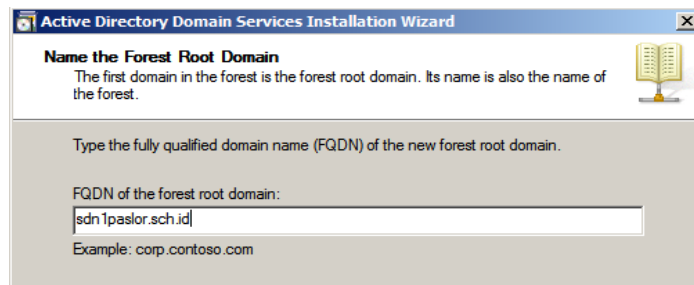 Active Directory Domain Services Installation Wizard
Name the Forest Root Domain
The first domain in the forest is the forest root domain. Its name is also the name of
the forest.
Type the fully qualified domain name (FQDN) of the new forest root domain.
FQDN of the forest root domain:
sdn1paslor.sch.id
Example: corp.contoso.com